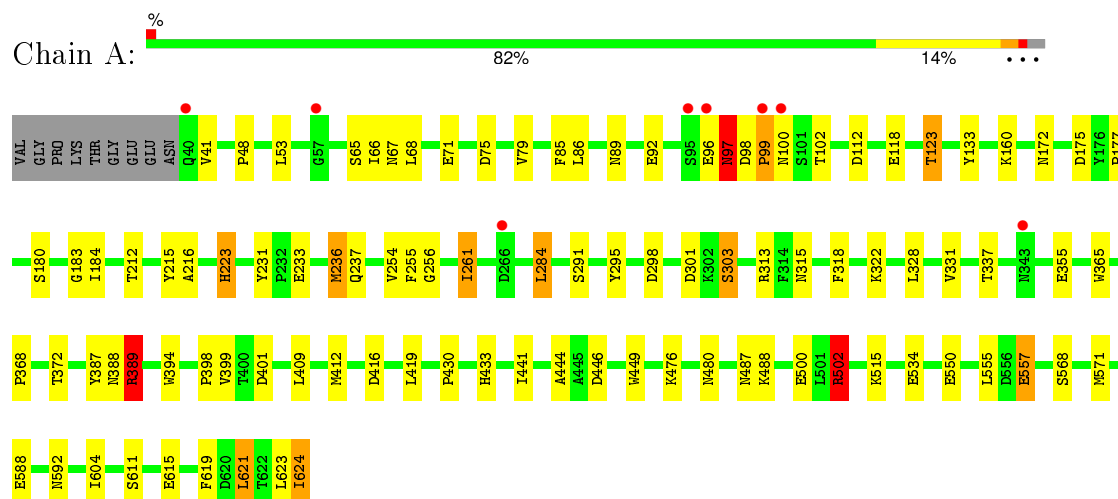 %
Chain A:
82% 14% • • •
VAL GLY PRO LYS THR GLY GLU GLU ASN Q40 V41 P48 L53 G57 S65 I66 N67 L68 E71 D75 V79 F85 L86 N89 E92 S95 E96 N97 D98 P99 N100 S101 T102 D112 E118 T123 Y133 K160 N172 D175 Y176 R177
S180 G183 I184 T212 Y215 A216 H223 Y231 P232 E233 M236 Q237 V254 F255 G256 I261 D266 L284 S291 Y295 D298 D301 K302 S303 R313 F314 N315 F318 K322 L328 V331 T337 N343 E355 W365
P368 T372 Y387 N388 R389 W394 P398 V399 T400 D401 L409 M412 D416 L419 P430 H433 I441 A444 A445 D446 W449 K476 N480 N487 K488 E500 L501 R502 K515 E534 E550 L555 D556 E557 S568 M571
E588 N592 I604 S611 E615 F619 D620 L621 T622 L623 I624